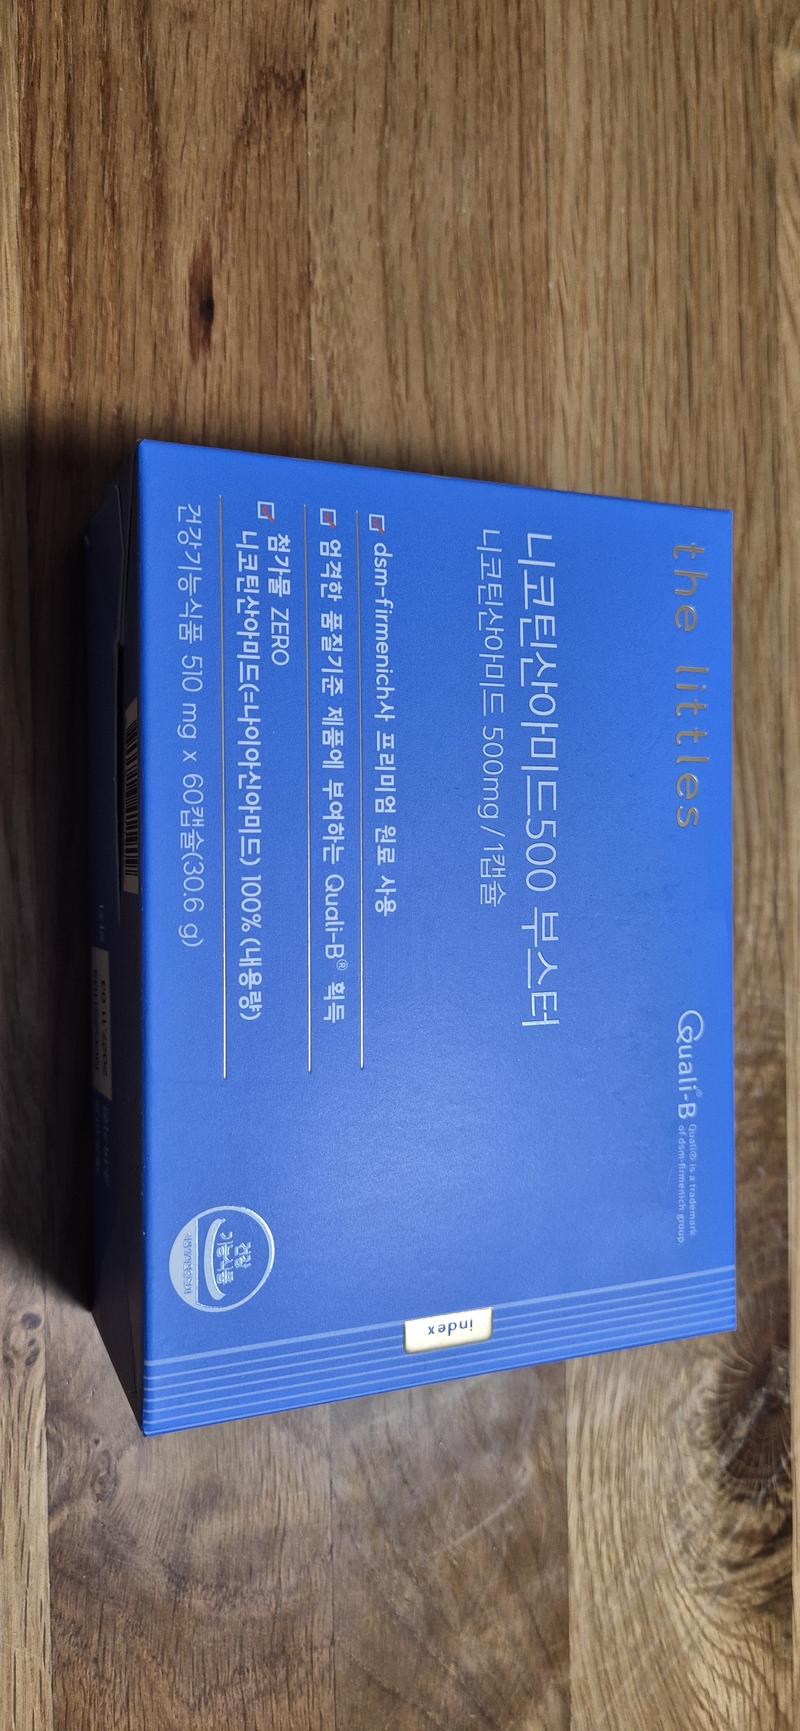 the littles
Quali®-B
Quali® is a trademark
of dsm-firmenich group.
니코틴산아미드500 부스터
니코틴산아미드 500mg /1캡슐
dsm-firmenich사 프리미엄 원료 사용
엄격한 품질기준 제품에 부여하는 Quali-B® 획득
첨가물 ZERO
니코틴산아미드(=나이아신아미드) 100% (내용량)
건강기능식품 510 mg x 60캡슐(30.6 g)
건강
기능식품
index